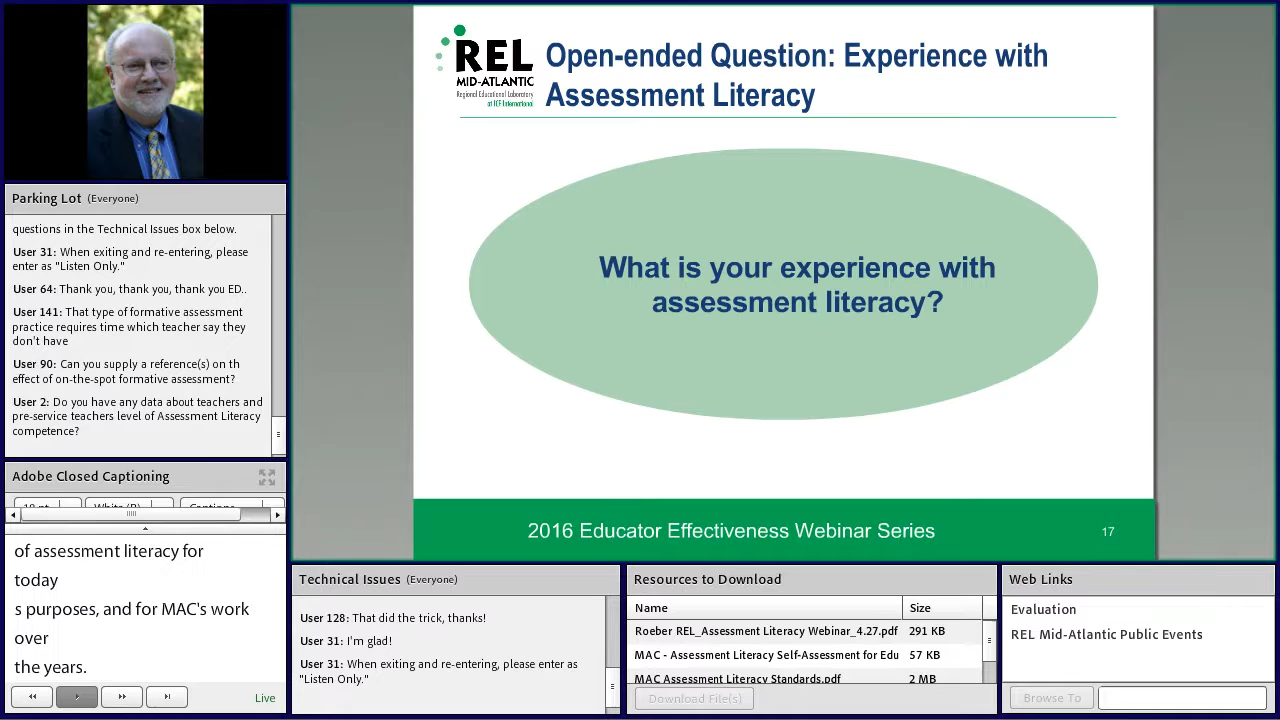 Parking Lot (Everyone)
questions in the Technical Issues box below.
User 31: When exiting and re-entering, please
enter as "Listen Only."
User 64: Thank you, thank you, thank you ED..
User 141: That type of formative assessment
practice requires time which teacher say they
don't have
User 90: Can you supply a reference(s) on th
effect of on-the-spot formative assessment?
User 2: Do you have any data about teachers and
pre-service teachers level of Assessment Literacy
competence?
Adobe Closed Captioning
18 pt
White (B)
Captions
of assessment literacy for
today
s purposes, and for MAC's work
over
the years.
Live
REL
MID-ATLANTIC
Regional Educational Laboratory
at ICF International
Open-ended Question: Experience with
Assessment Literacy
What is your experience with
assessment literacy?
2016 Educator Effectiveness Webinar Series
17
Technical Issues (Everyone)
User 128: That did the trick, thanks!
User 31: I'm glad!
User 31: When exiting and re-entering, please enter as
"Listen Only."
Resources to Download
Name Size
Roeber REL_Assessment Literacy Webinar_4.27.pdf 291 KB
MAC - Assessment Literacy Self-Assessment for Edu 57 KB
MAC Assessment Literacy Standards.pdf 2 MB
Download File(s)
Web Links
Evaluation
REL Mid-Atlantic Public Events
Browse To